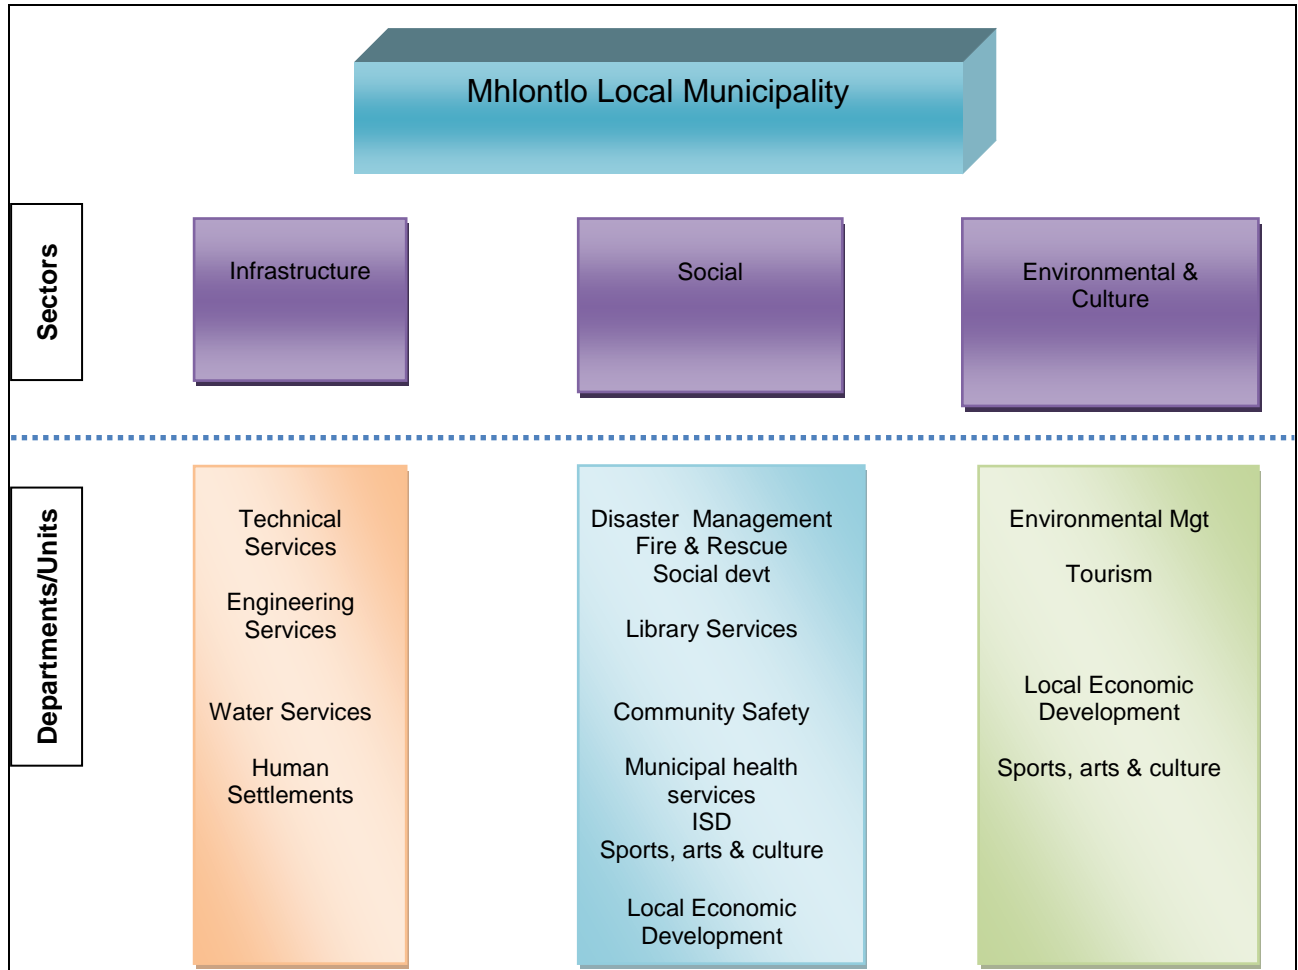 Mhlontlo Local Municipality
Sectors
Infrastructure
Social
Environmental &
Culture
Departments/Units
Technical
Services
Engineering
Services
Water Services
Human
Settlements
Disaster  Management
Fire & Rescue
Social devt
Library Services
Community Safety
Municipal health
services
ISD
Sports, arts & culture
Local Economic
Development
Environmental Mgt
Tourism
Local Economic
Development
Sports, arts & culture